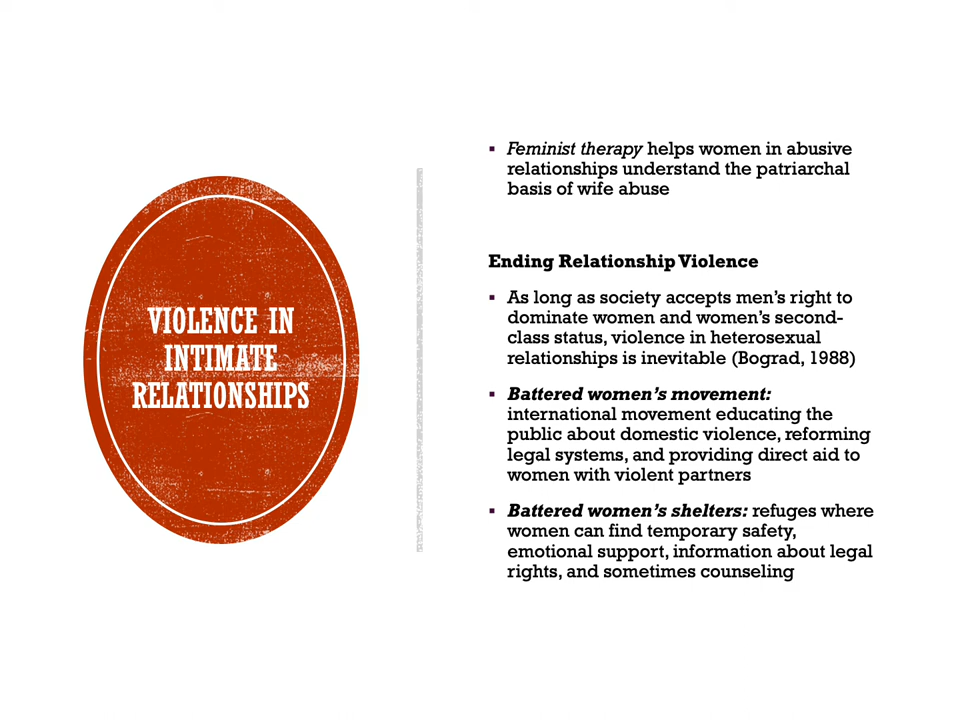 VIOLENCE IN
INTIMATE
RELATIONSHIPS
▪ Feminist therapy helps women in abusive
relationships understand the patriarchal
basis of wife abuse
Ending Relationship Violence
▪ As long as society accepts men's right to
dominate women and women's second-
class status, violence in heterosexual
relationships is inevitable (Bograd, 1988)
▪ Battered women's movement:
international movement educating the
public about domestic violence, reforming
legal systems, and providing direct aid to
women with violent partners
▪ Battered women's shelters: refuges where
women can find temporary safety,
emotional support, information about legal
rights, and sometimes counseling